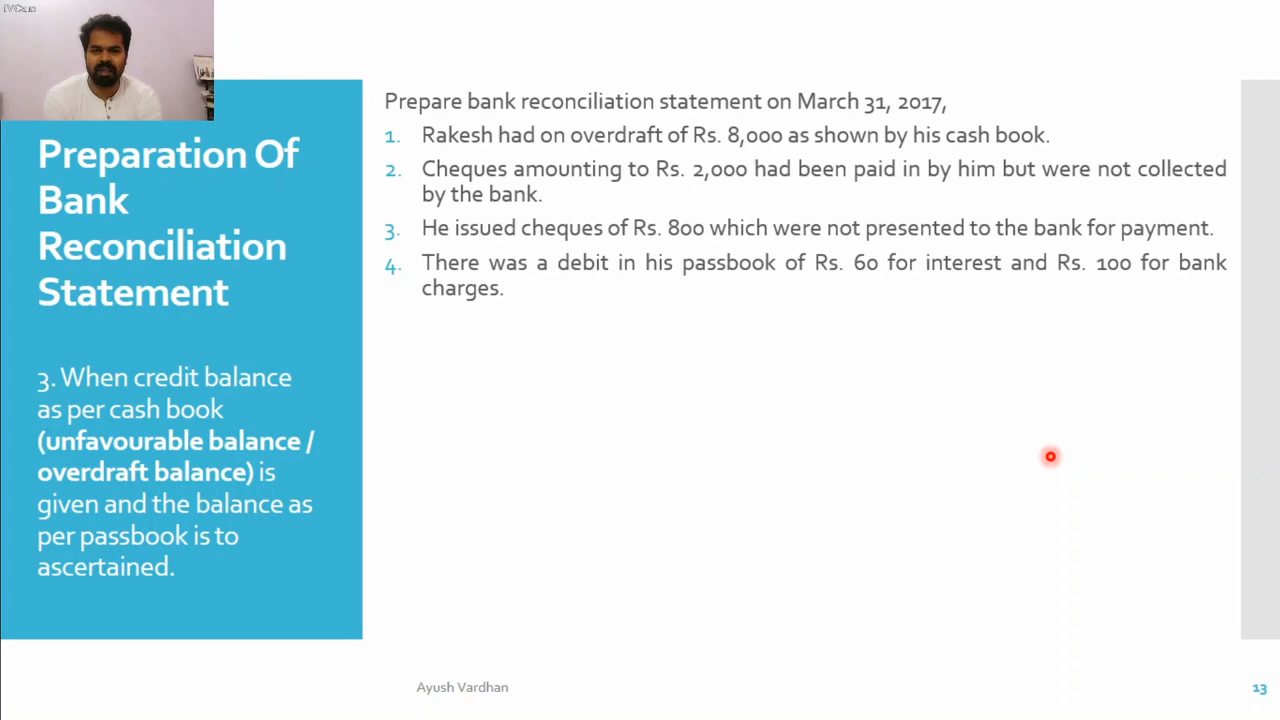 iVCam
Preparation Of
Bank
Reconciliation
Statement
3. When credit balance
as per cash book
(unfavourable balance /
overdraft balance) is
given and the balance as
per passbook is to
ascertained.
Prepare bank reconciliation statement on March 31, 2017,
1. Rakesh had on overdraft of Rs. 8,000 as shown by his cash book.
2. Cheques amounting to Rs. 2,000 had been paid in by him but were not collected
by the bank.
3. He issued cheques of Rs. 800 which were not presented to the bank for payment.
4. There was a debit in his passbook of Rs. 60 for interest and Rs. 100 for bank
charges.
Ayush Vardhan
13